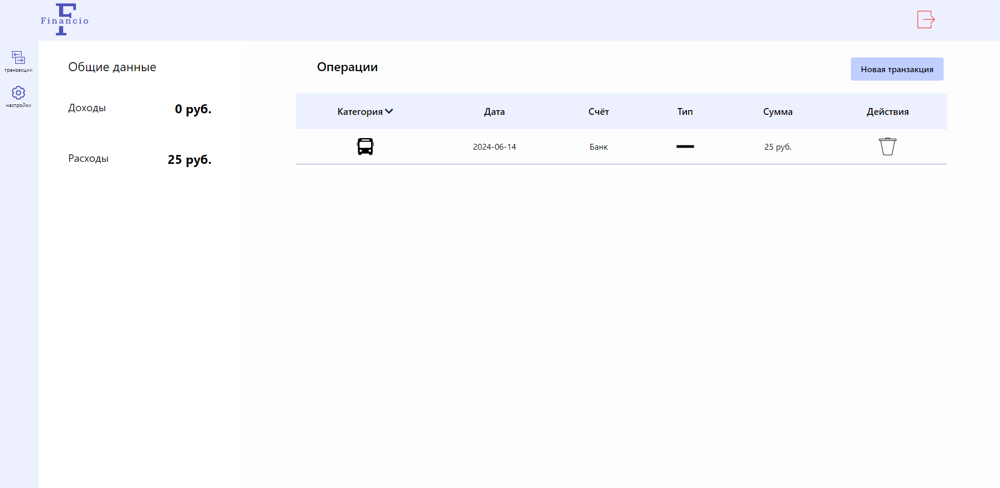 Financio
транзакции
настройки
Общие данные
Доходы 0 руб.
Расходы 25 руб.
Операции
Новая транзакция
Категория Дата Счёт Тип Сумма Действия
2024-06-14 Банк 25 руб.